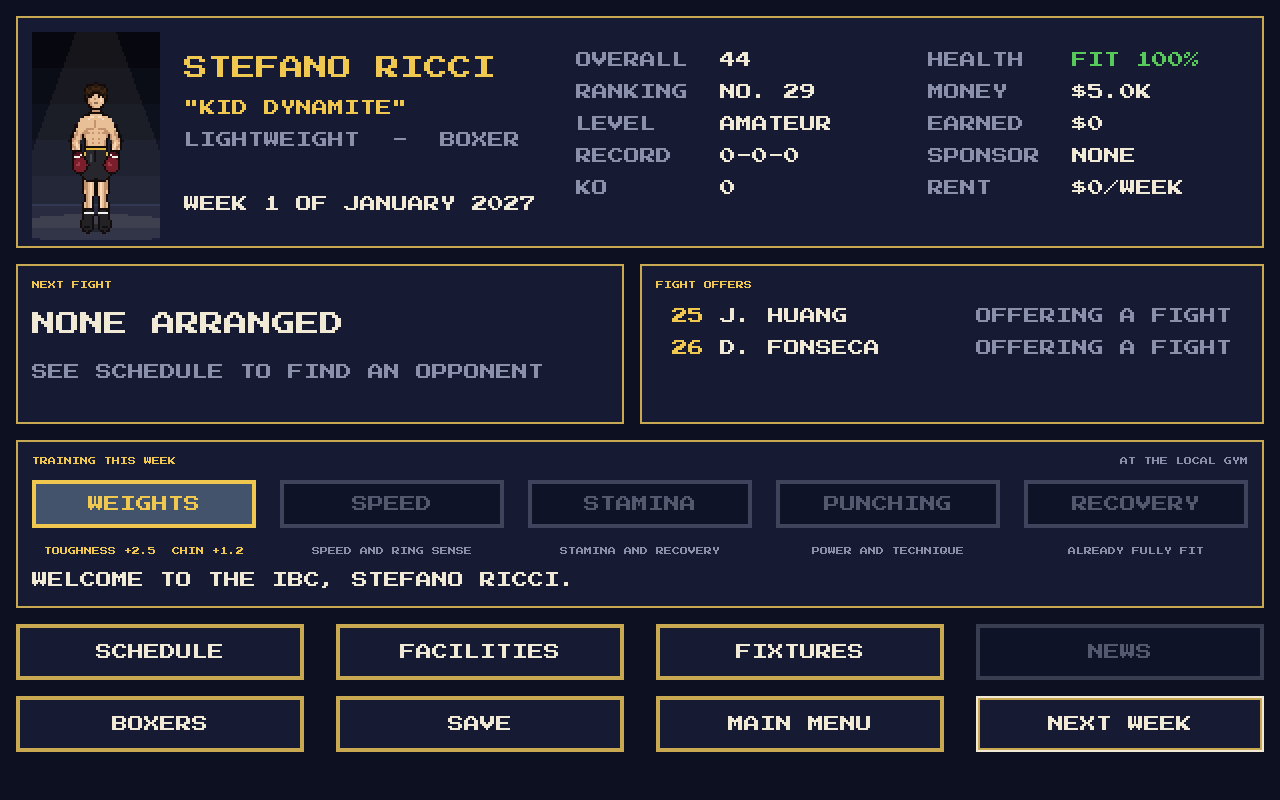 STEFANO RICCI
"KID DYNAMITE"
LIGHTWEIGHT - BOXER
WEEK 1 OF JANUARY 2027
OVERALL 44
RANKING NO. 29
LEVEL AMATEUR
RECORD 0-0-0
KO 0
HEALTH FIT 100%
MONEY $5.0K
EARNED $0
SPONSOR NONE
RENT $0/WEEK
NEXT FIGHT
NONE ARRANGED
SEE SCHEDULE TO FIND AN OPPONENT
FIGHT OFFERS
25 J. HUANG OFFERING A FIGHT
26 D. FONSECA OFFERING A FIGHT
TRAINING THIS WEEK AT THE LOCAL GYM
WEIGHTS SPEED STAMINA PUNCHING RECOVERY
TOUGHNESS +2.5 CHIN +1.2 SPEED AND RING SENSE STAMINA AND RECOVERY POWER AND TECHNIQUE ALREADY FULLY FIT
WELCOME TO THE IBC, STEFANO RICCI.
SCHEDULE FACILITIES FIXTURES NEWS
BOXERS SAVE MAIN MENU NEXT WEEK